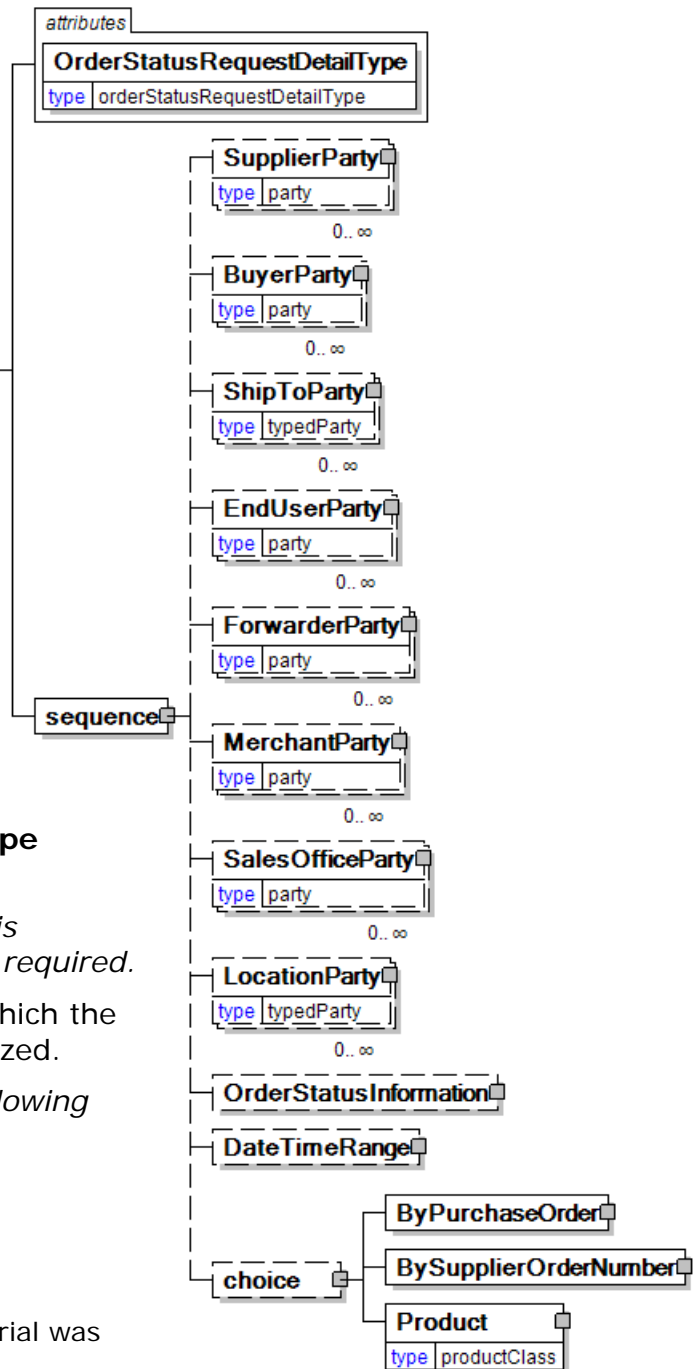 attributes
OrderStatusRequestDetailType
type orderStatusRequestDetailType
SupplierParty
type party
0.. ∞
BuyerParty
type party
0.. ∞
ShipToParty
type typedParty
0.. ∞
EndUserParty
type party
0.. ∞
ForwarderParty
type party
0.. ∞
sequence
MerchantParty
type party
0.. ∞
SalesOfficeParty
type party
0.. ∞
LocationParty
type typedParty
0.. ∞
OrderStatusInformation
DateTimeRange
choice
ByPurchaseOrder
BySupplierOrderNumber
Product
type productClass
pe
is
required.
hich the
zed.
lowing
rial was